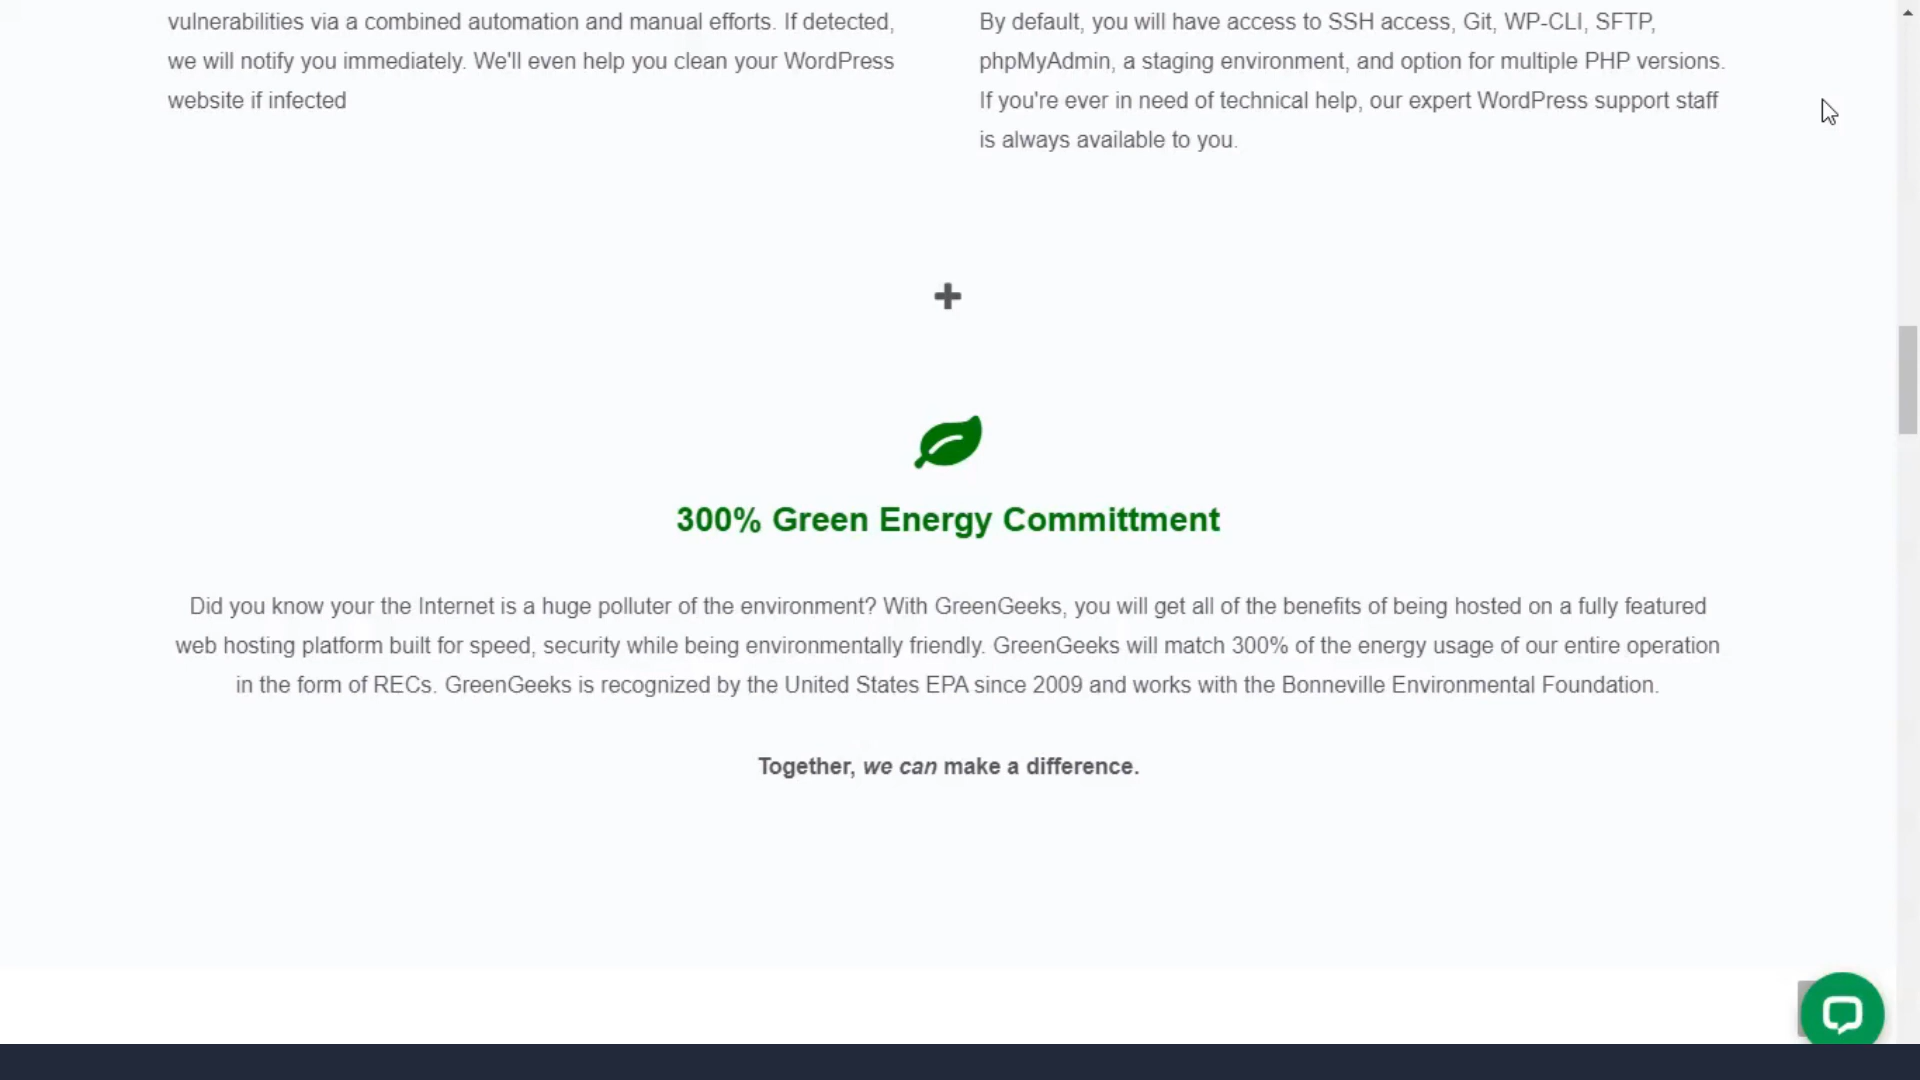 vulnerabilities via a combined automation and manual efforts. If detected,
we will notify you immediately. We'll even help you clean your WordPress
website if infected
By default, you will have access to SSH access, Git, WP-CLI, SFTP,
phpMyAdmin, a staging environment, and option for multiple PHP versions.
If you're ever in need of technical help, our expert WordPress support staff
is always available to you.
300% Green Energy Committment
Did you know your the Internet is a huge polluter of the environment? With GreenGeeks, you will get all of the benefits of being hosted on a fully featured
web hosting platform built for speed, security while being environmentally friendly. GreenGeeks will match 300% of the energy usage of our entire operation
in the form of RECs. GreenGeeks is recognized by the United States EPA since 2009 and works with the Bonneville Environmental Foundation.
Together, we can make a difference.